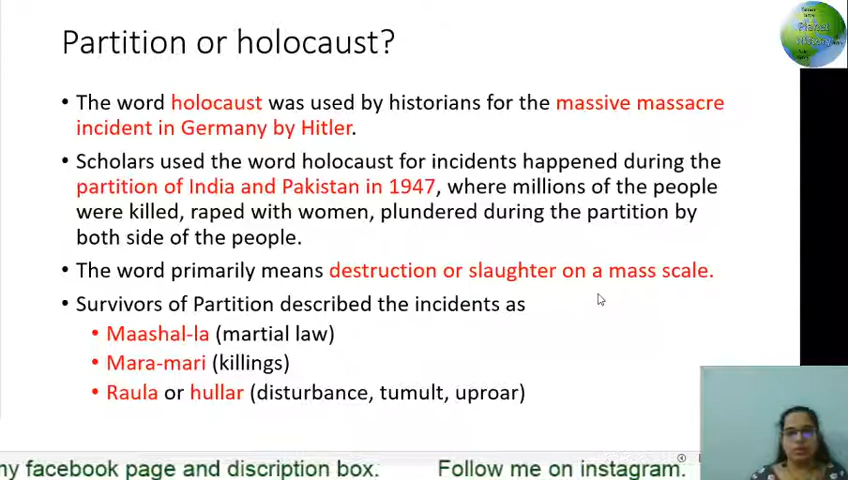 Partition or holocaust?
• The word holocaust was used by historians for the massive massacre
incident in Germany by Hitler.
• Scholars used the word holocaust for incidents happened during the
partition of India and Pakistan in 1947, where millions of the people
were killed, raped with women, plundered during the partition by
both side of the people.
• The word primarily means destruction or slaughter on a mass scale.
• Survivors of Partition described the incidents as
• Maashal-la (martial law)
• Mara-mari (killings)
• Raula or hullar (disturbance, tumult, uproar)
my facebook page and discription box. Follow me on instagram.